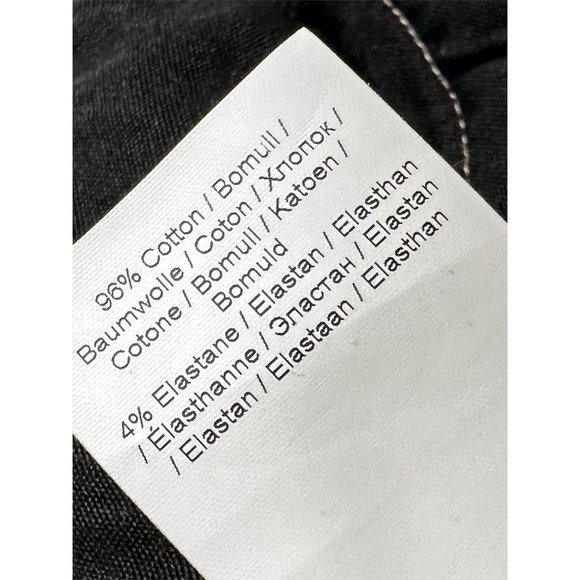 96% Cotton / Bomull /
Baumwolle / Coton / Хлопок /
Cotone / Bomull / Katoen /
Bomuld
4% Elastane / Elastan / Elasthan
/ Élasthanne / Эластан / Elastan
/ Elastan / Elastaan / Elasthan